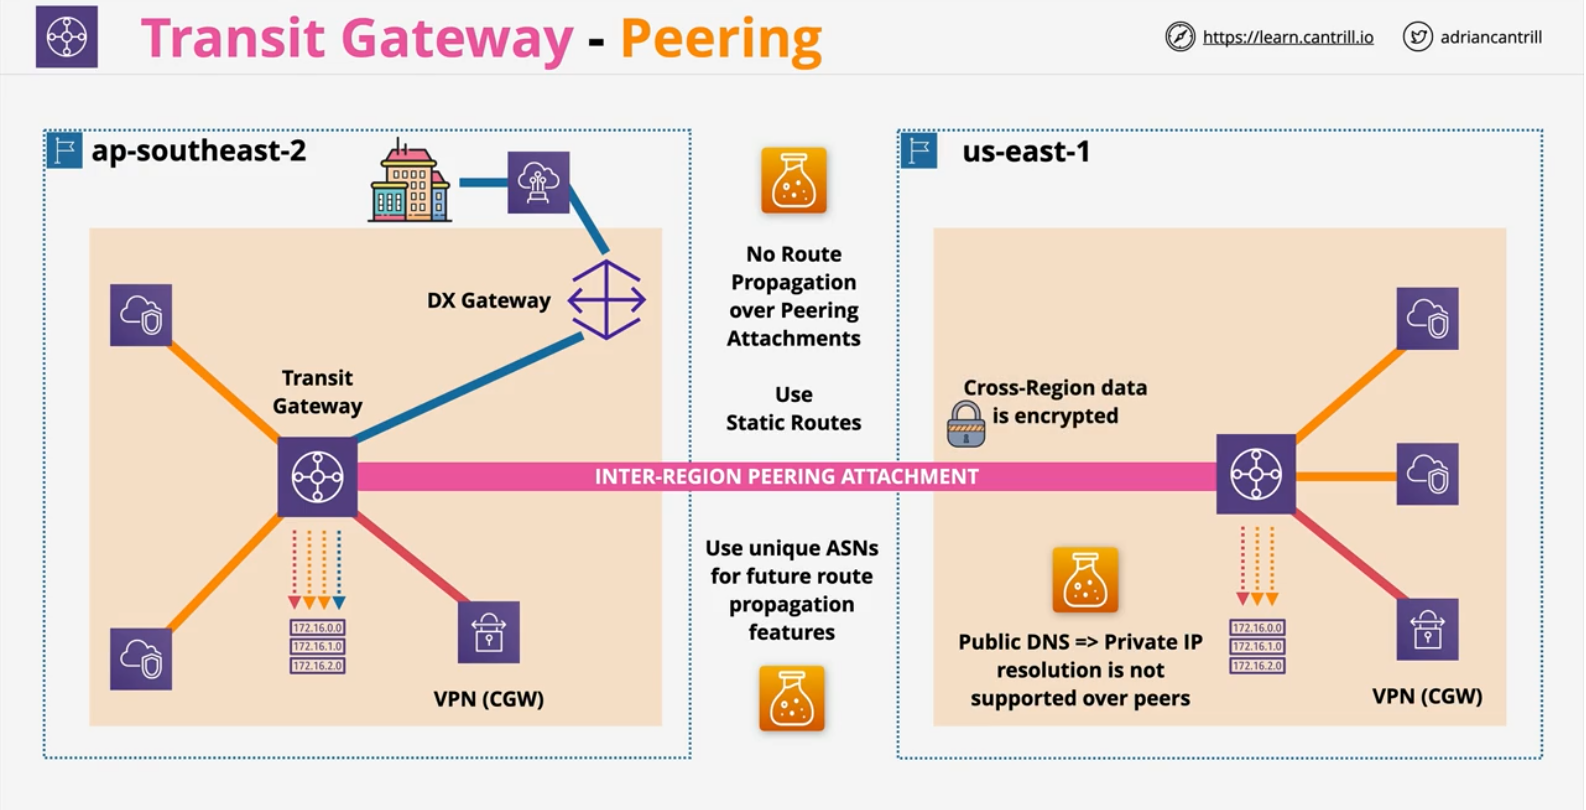 Transit Gateway - Peering
https://learn.cantrill.io
adriancantrill
ap-southeast-2
DX Gateway
Transit
Gateway
172.16.0.0
172.16.1.0
172.16.2.0
VPN (CGW)
No Route
Propagation
over Peering
Attachments
Use
Static Routes
INTER-REGION PEERING ATTACHMENT
Use unique ASNs
for future route
propagation
features
us-east-1
Cross-Region data
is encrypted
Public DNS => Private IP
resolution is not
supported over peers
172.16.0.0
172.16.1.0
172.16.2.0
VPN (CGW)